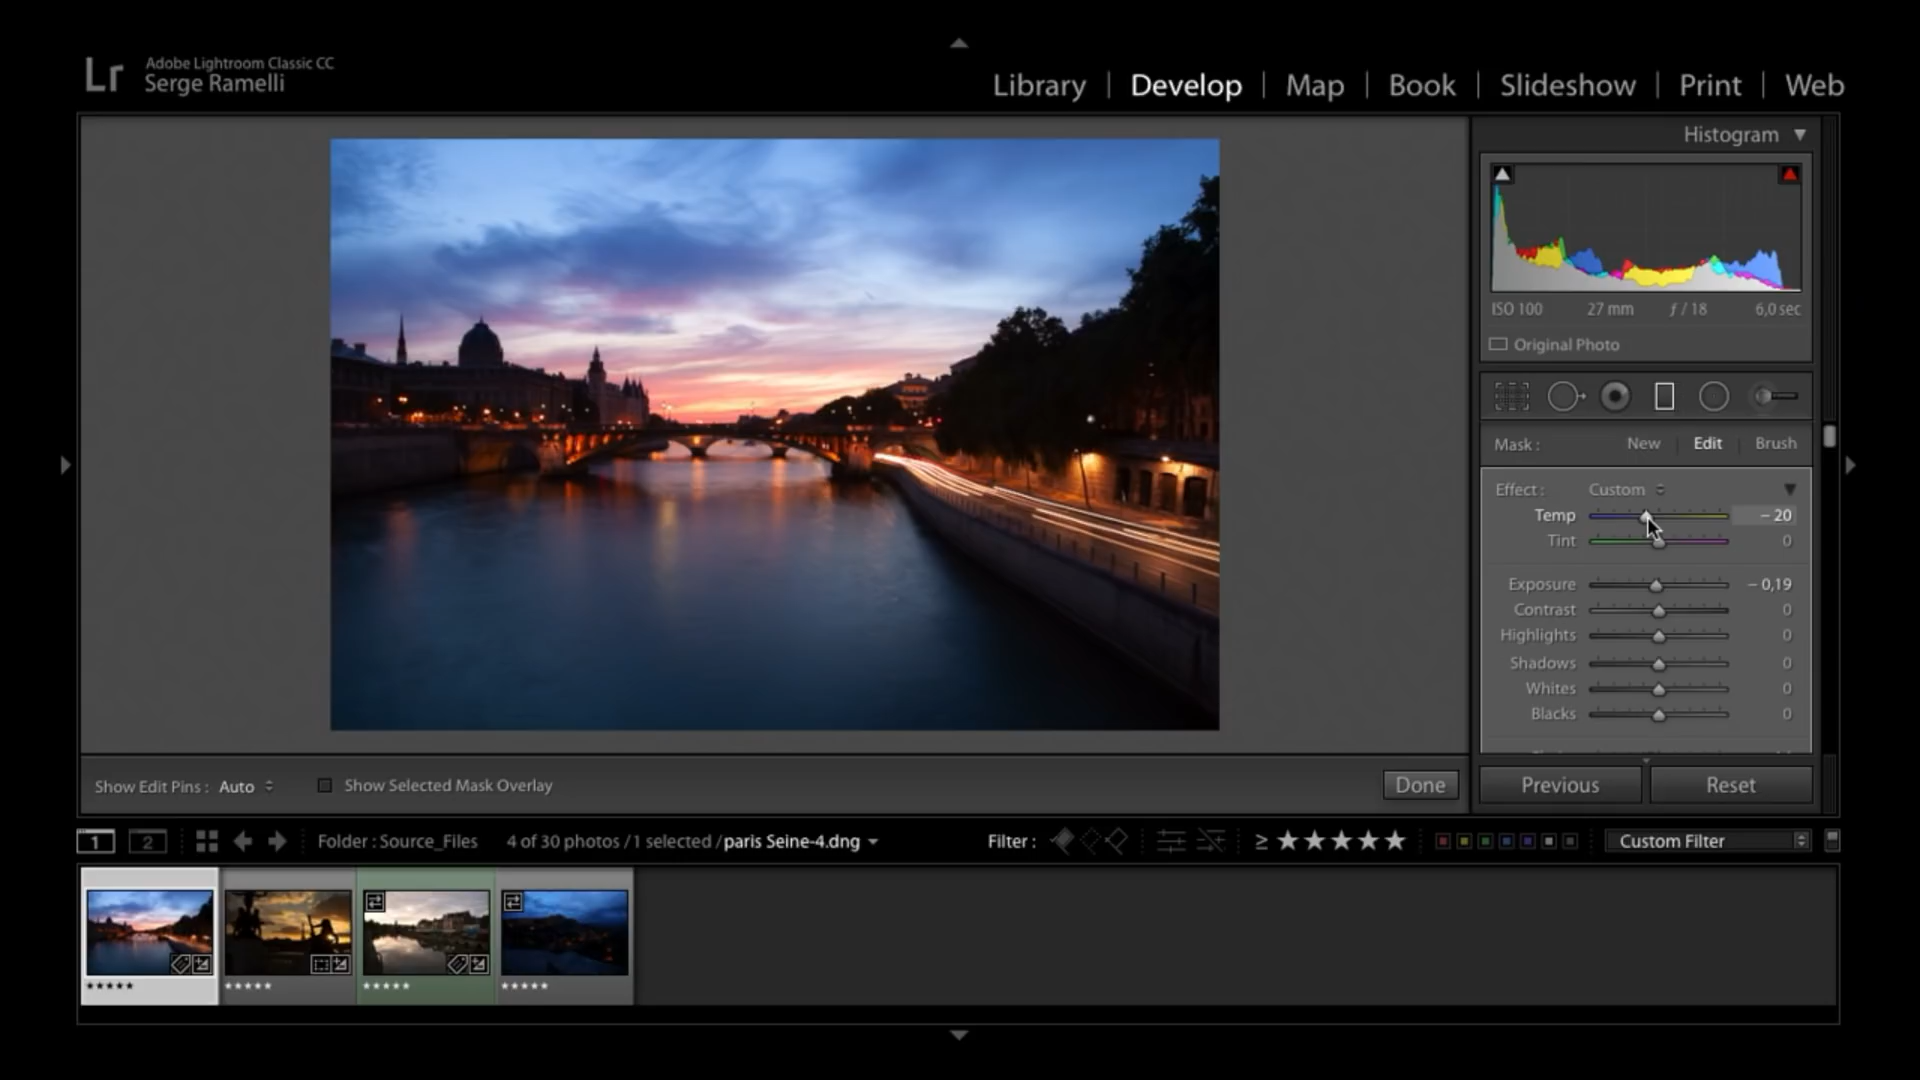 Lr
Adobe Lightroom Classic CC
Serge Ramelli
Library | Develop | Map | Book | Slideshow | Print | Web
Histogram
ISO 100 27 mm ƒ / 18 6,0 sec
Original Photo
Mask : New Edit Brush
Effect : Custom
Temp – 20
Tint 0
Exposure – 0,19
Contrast 0
Highlights 0
Shadows 0
Whites 0
Blacks 0
Show Edit Pins : Auto Show Selected Mask Overlay Done
Previous Reset
1 2 Folder : Source_Files 4 of 30 photos / 1 selected / paris Seine-4.dng Filter : ≥ ★★★★★ Custom Filter
★★★★★ ★★★★★ ★★★★★ ★★★★★